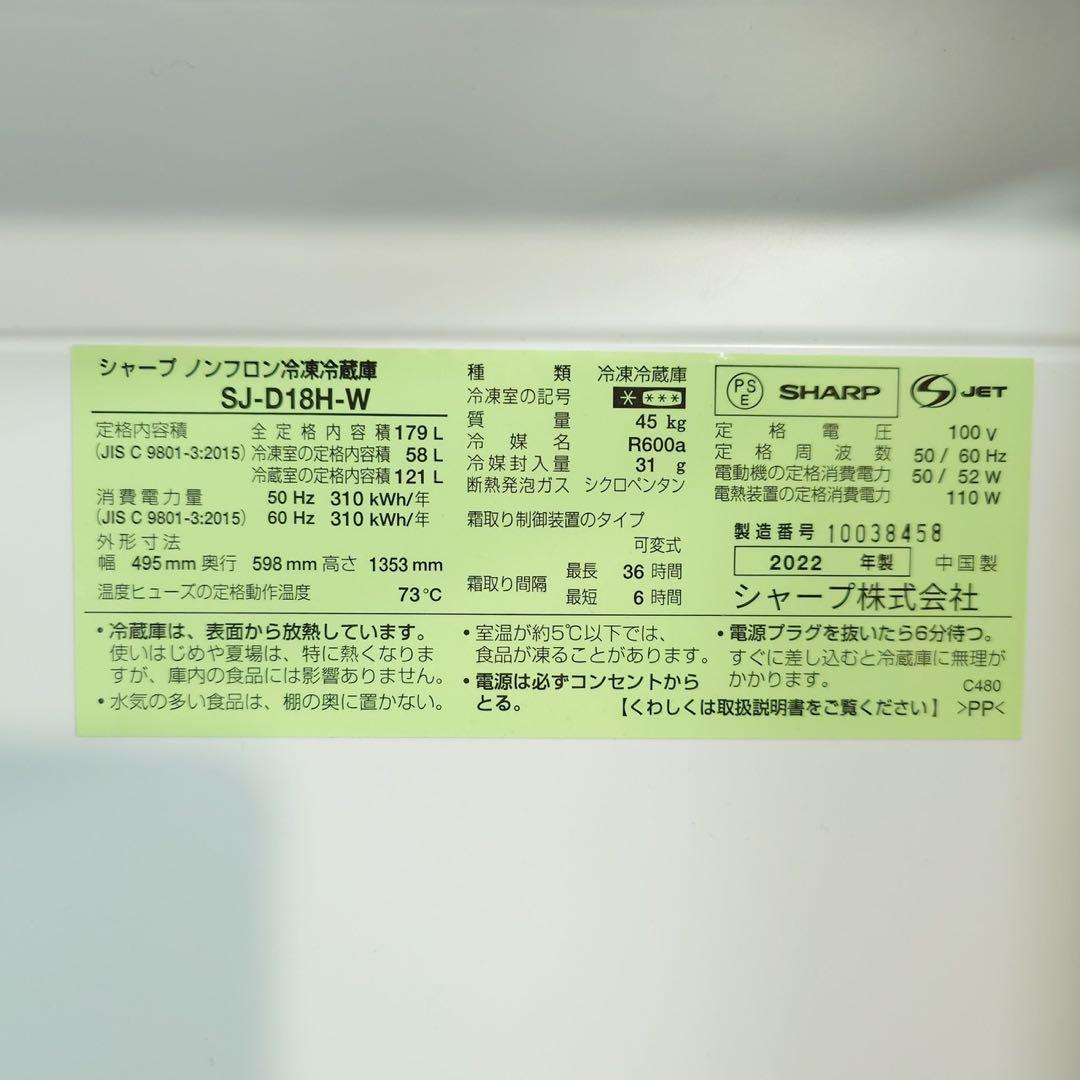 シャープ ノンフロン冷凍冷蔵庫
SJ-D18H-W
定格内容積 全定格内容積 179 L
(JIS C 9801-3:2015) 冷凍室の定格内容積 58 L
冷蔵室の定格内容積 121 L
消費電力量 50 Hz 310 kWh/年
(JIS C 9801-3:2015) 60 Hz 310 kWh/年
外形寸法
幅 495 mm 奥行 598 mm 高さ 1353 mm
温度ヒューズの定格動作温度 73℃
種類 冷凍冷蔵庫
冷凍室の記号 * ***
質量 45 kg
冷媒名 R600a
冷媒封入量 31 g
断熱発泡ガス シクロペンタン
霜取り制御装置のタイプ
可変式
霜取り間隔 最長 36 時間
最短 6 時間
PS E SHARP S JET
定格電圧 100 V
定格周波数 50 / 60 Hz
電動機の定格消費電力 50 / 52 W
電熱装置の定格消費電力 110 W
製造番号 10038458
2022 年製 中国製
シャープ株式会社
・冷蔵庫は、表面から放熱しています。
使いはじめや夏場は、特に熱くなりま
すが、庫内の食品には影響ありません。
・水気の多い食品は、棚の奥に置かない。
・室温が約5℃以下では、
食品が凍ることがあります。
・電源は必ずコンセントから
とる。
・電源プラグを抜いたら6分待つ。
すぐに差し込むと冷蔵庫に無理が
かかります。
C480
【くわしくは取扱説明書をご覧ください】 >PP<